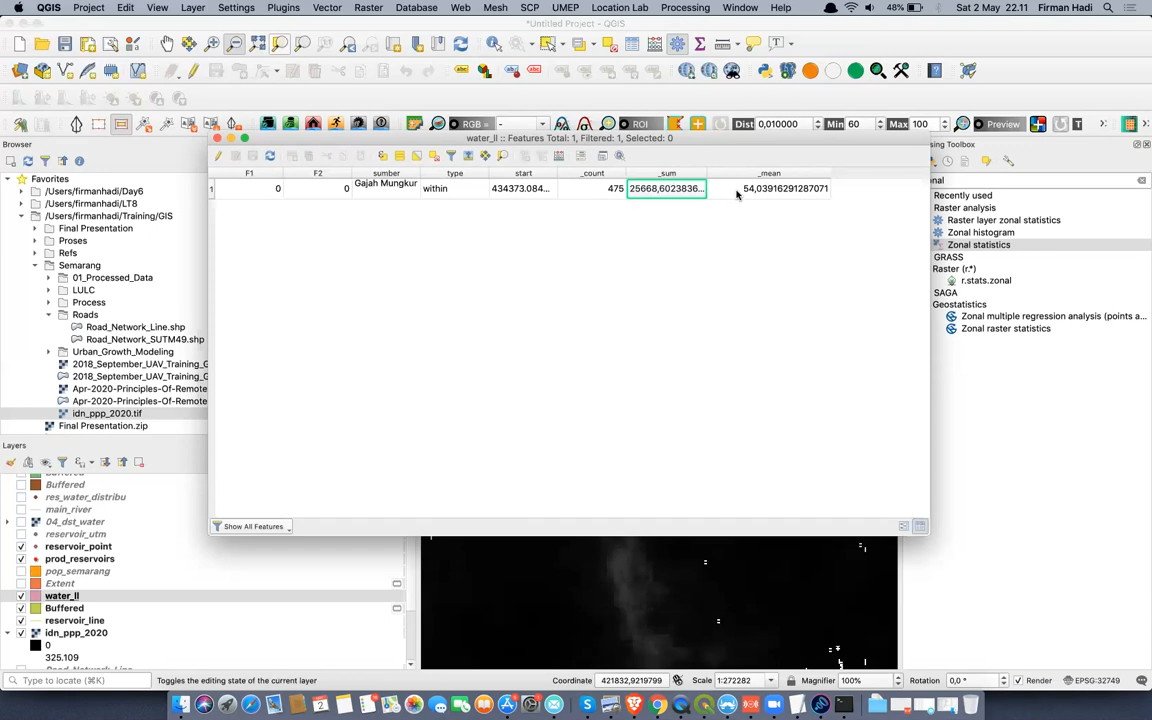 QGIS Project Edit View Layer Settings Plugins Vector Raster Database Web Mesh SCP UMEP Location Lab Processing Window Help 48% Sat 2 May 22.11 Firman Hadi
*Untitled Project - QGIS
RGB = ROI Dist 0,010000 Min 60 Max 100 Preview T
water_ll :: Features Total: 1, Filtered: 1, Selected: 0
Browser
Favorites
/Users/firmanhadi/Day6
/Users/firmanhadi/LT8
/Users/firmanhadi/Training/GIS
Final Presentation
Proses
Refs
Semarang
01_Processed_Data
LULC
Process
Roads
Road_Network_Line.shp
Road_Network_SUTM49.shp
Urban_Growth_Modeling
2018_September_UAV_Training_G
2018_September_UAV_Training_G
Apr-2020-Principles-Of-Remote
Apr-2020-Principles-Of-Remote
idn_ppp_2020.tif
Final Presentation.zip
F1 F2 sumber type start _count _sum _mean
1 0 0 Gajah Mungkur within 434373.084... 475 25668,6023836... 54,03916291287071
Show All Features
ing Toolbox
onal
Recently used
Raster analysis
Raster layer zonal statistics
Zonal histogram
Zonal statistics
GRASS
Raster (r.*)
r.stats.zonal
SAGA
Geostatistics
Zonal multiple regression analysis (points a...
Zonal raster statistics
Layers
Buffered
Buffered
res_water_distribu
main_river
04_dst_water
reservoir_utm
reservoir_point
prod_reservoirs
pop_semarang
Extent
water_ll
Buffered
reservoir_line
idn_ppp_2020
0
325.109
Road_Network_Line
Type to locate (⌘K) Toggles the editing state of the current layer Coordinate 421832,9219799 Scale 1:272282 Magnifier 100% Rotation 0,0 ° Render EPSG:32749